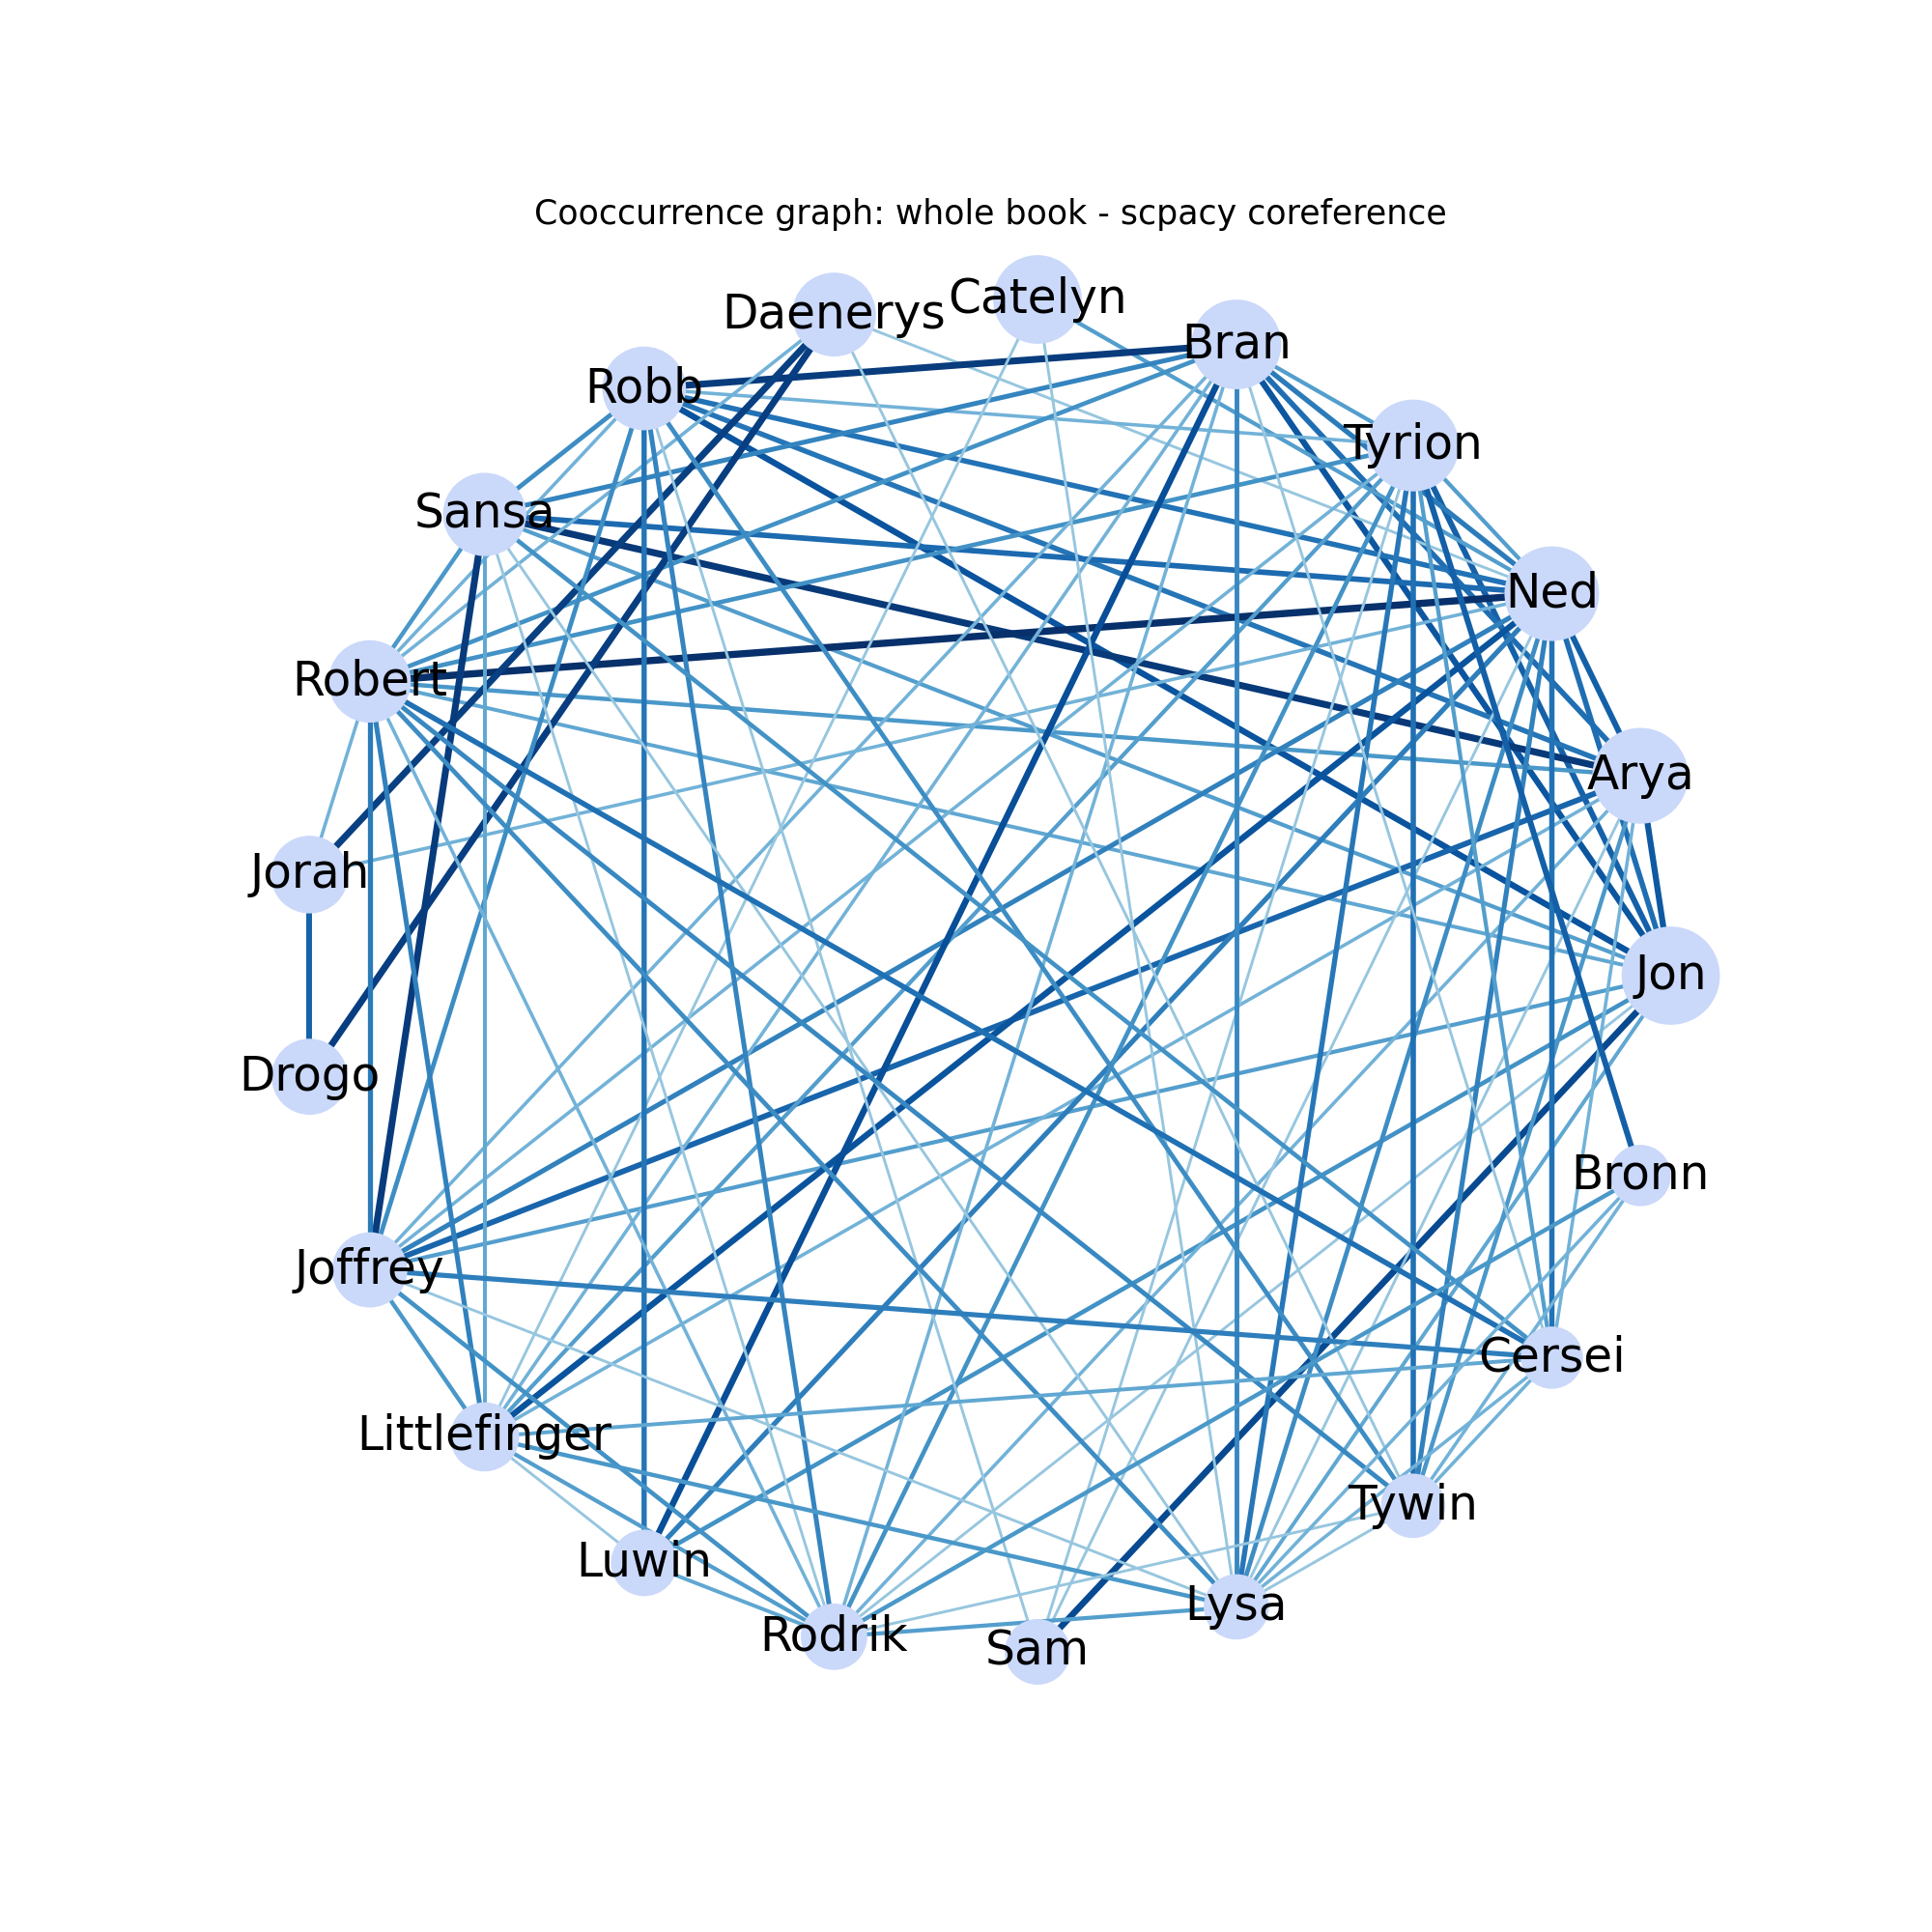 Cooccurrence graph: whole book - scpacy coreference
Catelyn
Daenerys
Bran
Robb
Tyrion
Sansa
Ned
Robert
Arya
Jorah
Jon
Drogo
Bronn
Joffrey
Cersei
Littlefinger
Tywin
Luwin
Lysa
Rodrik
Sam